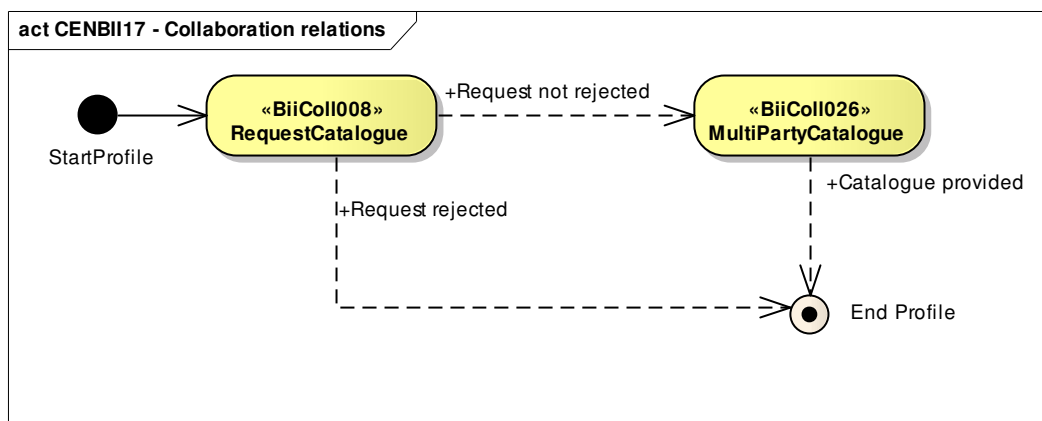 act CENBII17 - Collaboration relations
StartProfile
«BiiColl008»
RequestCatalogue
+Request not rejected
«BiiColl026»
MultiPartyCatalogue
+Request rejected
+Catalogue provided
End Profile